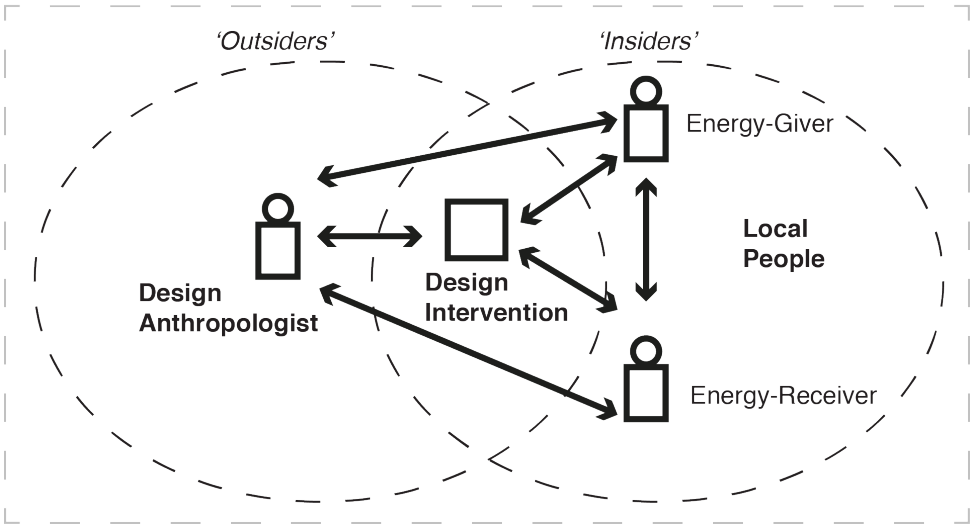 ‘Outsiders’
‘Insiders’
Energy-Giver
Local
People
Design
Intervention
Design
Anthropologist
Energy-Receiver